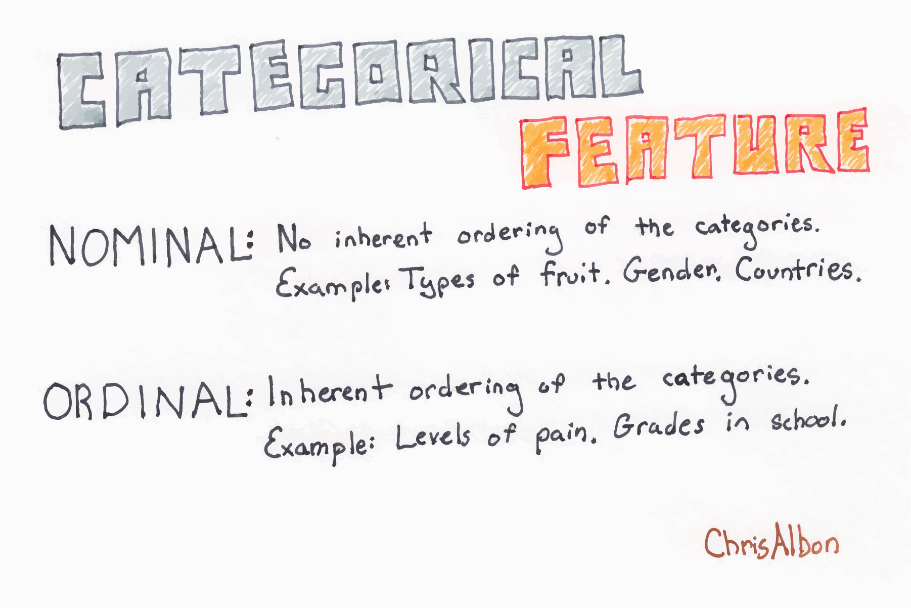 CATEGORICAL
FEATURE
NOMINAL: No inherent ordering of the categories.
Example: Types of fruit. Gender. Countries.
ORDINAL: Inherent ordering of the categories.
Example: Levels of pain. Grades in school.
ChrisAlbon